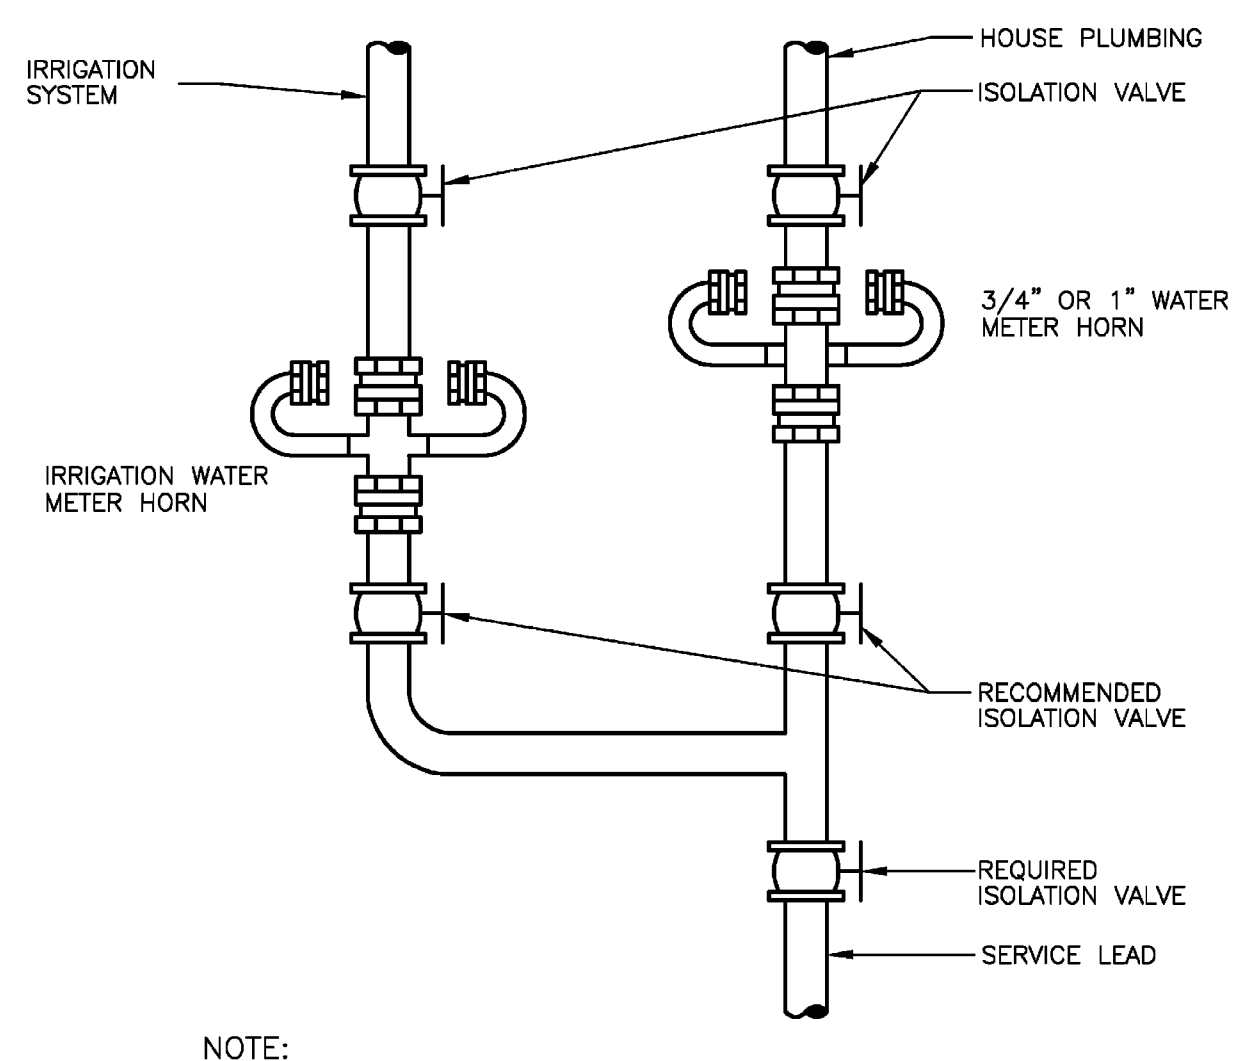 HOUSE PLUMBING
IRRIGATION
SYSTEM
ISOLATION VALVE
3/4" OR 1" WATER
METER HORN
IRRIGATION WATER
METER HORN
RECOMMENDED
ISOLATION VALVE
REQUIRED
ISOLATION VALVE
SERVICE LEAD
NOTE: